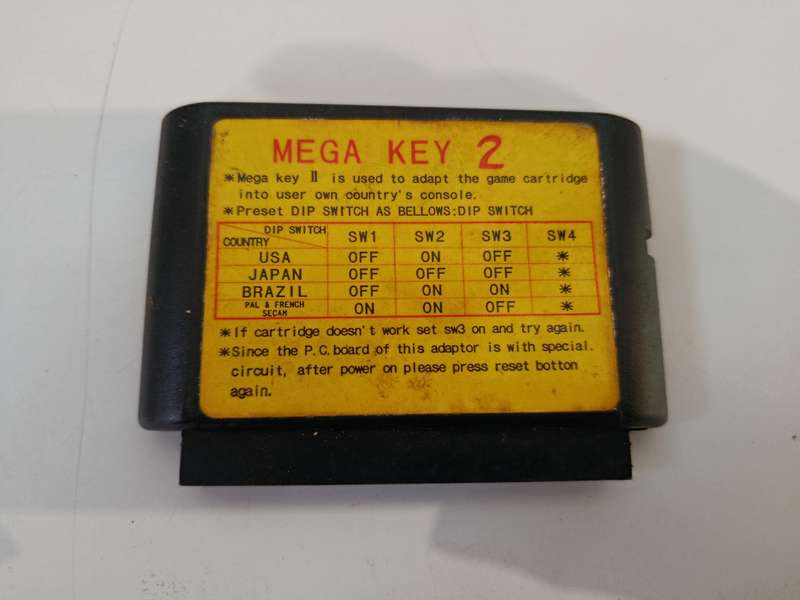 MEGA KEY 2
*Mega key II is used to adapt the game cartridge
into user own country's console.
*Preset DIP SWITCH AS BELLOWS:DIP SWITCH
DIP SWITCH
COUNTRY SW1 SW2 SW3 SW4
USA OFF ON OFF *
JAPAN OFF OFF OFF *
BRAZIL OFF ON ON *
PAL & FRENCH
SECAM ON ON OFF *
*If cartridge doesn't work set sw3 on and try again.
*Since the P.C.board of this adaptor is with special
circuit, after power on please press reset botton
again.